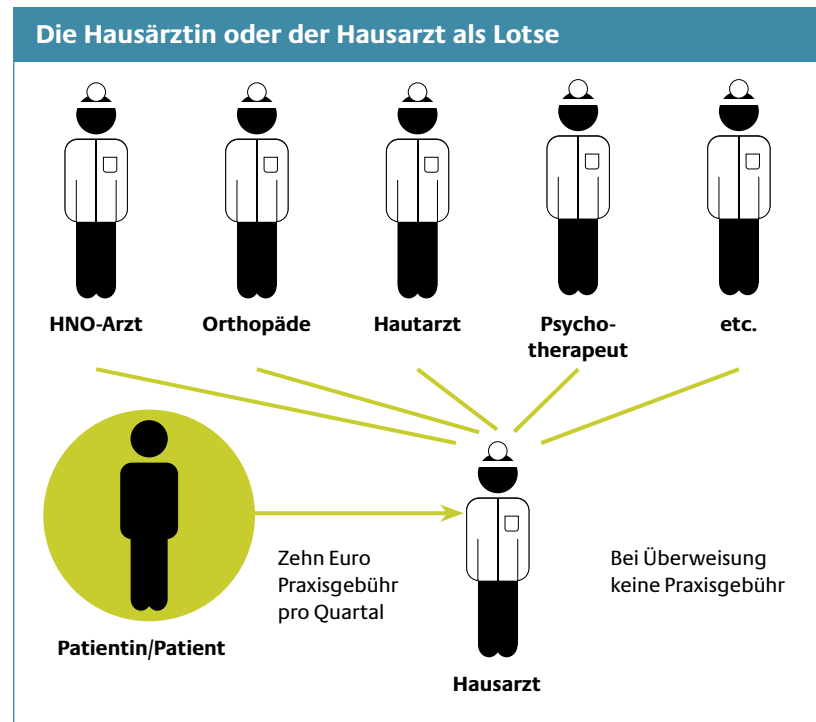 Die Hausärztin oder der Hausarzt als Lotse
HNO-Arzt
Orthopäde
Hautarzt
Psycho-
therapeut
etc.
Zehn Euro
Praxisgebühr
pro Quartal
Bei Überweisung
keine Praxisgebühr
Patientin/Patient
Hausarzt